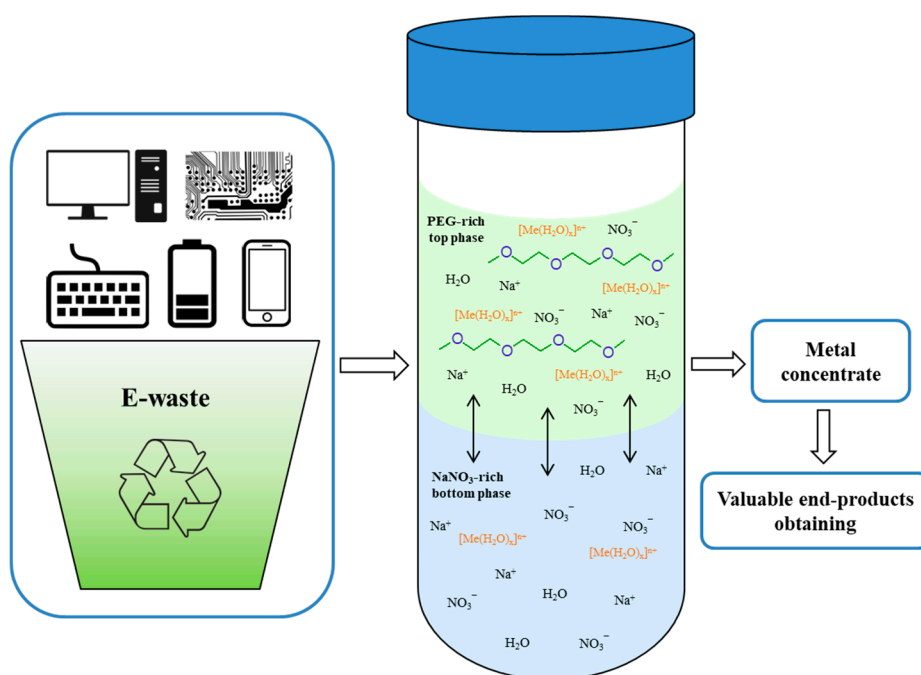 E-waste
PEG-rich
top phase
[Me(H₂O)ₓ]ⁿ⁺
NO₃⁻
O
O
O
O
H₂O
Na⁺
[Me(H₂O)ₓ]ⁿ⁺
[Me(H₂O)ₓ]ⁿ⁺
NO₃⁻
Na⁺
NO₃⁻
O
O
O
O
Na⁺
H₂O
[Me(H₂O)ₓ]ⁿ⁺
H₂O
NO₃⁻
NaNO₃-rich
bottom phase
H₂O
Na⁺
Na⁺
NO₃⁻
NO₃⁻
[Me(H₂O)ₓ]ⁿ⁺
[Me(H₂O)ₓ]ⁿ⁺
Na⁺
NO₃⁻
H₂O
Na⁺
H₂O
NO₃⁻
Metal
concentrate
Valuable end-products
obtaining